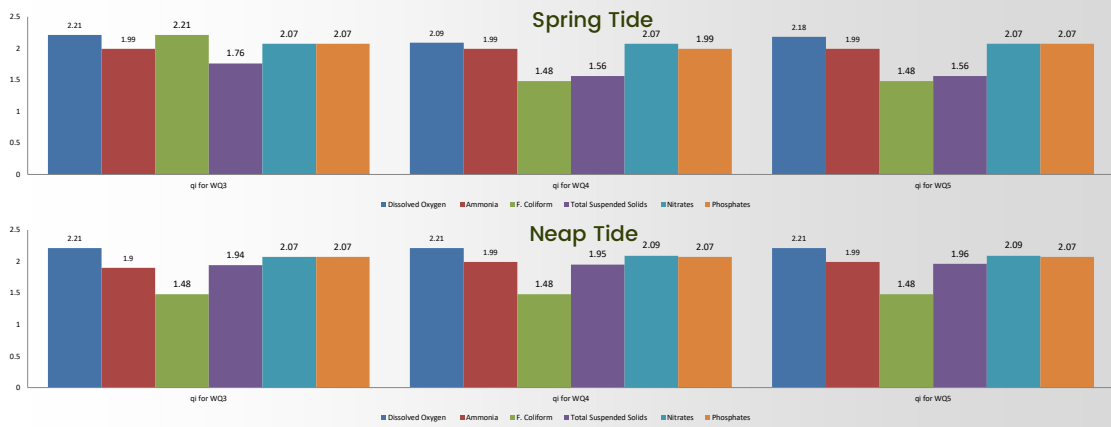 Spring Tide
2.5
2
1.5
1
0.5
0
2.21 1.99 2.21 1.76 2.07 2.07
2.09 1.99 1.48 1.56 2.07 1.99
2.18 1.99 1.48 1.56 2.07 2.07
qi for WQ3 qi for WQ4 qi for WQ5
Dissolved Oxygen Ammonia F. Coliform Total Suspended Solids Nitrates Phosphates
Neap Tide
2.5
2
1.5
1
0.5
0
2.21 1.9 1.48 1.94 2.07 2.07
2.21 1.99 1.48 1.95 2.09 2.07
2.21 1.99 1.48 1.96 2.09 2.07
qi for WQ3 qi for WQ4 qi for WQ5
Dissolved Oxygen Ammonia F. Coliform Total Suspended Solids Nitrates Phosphates